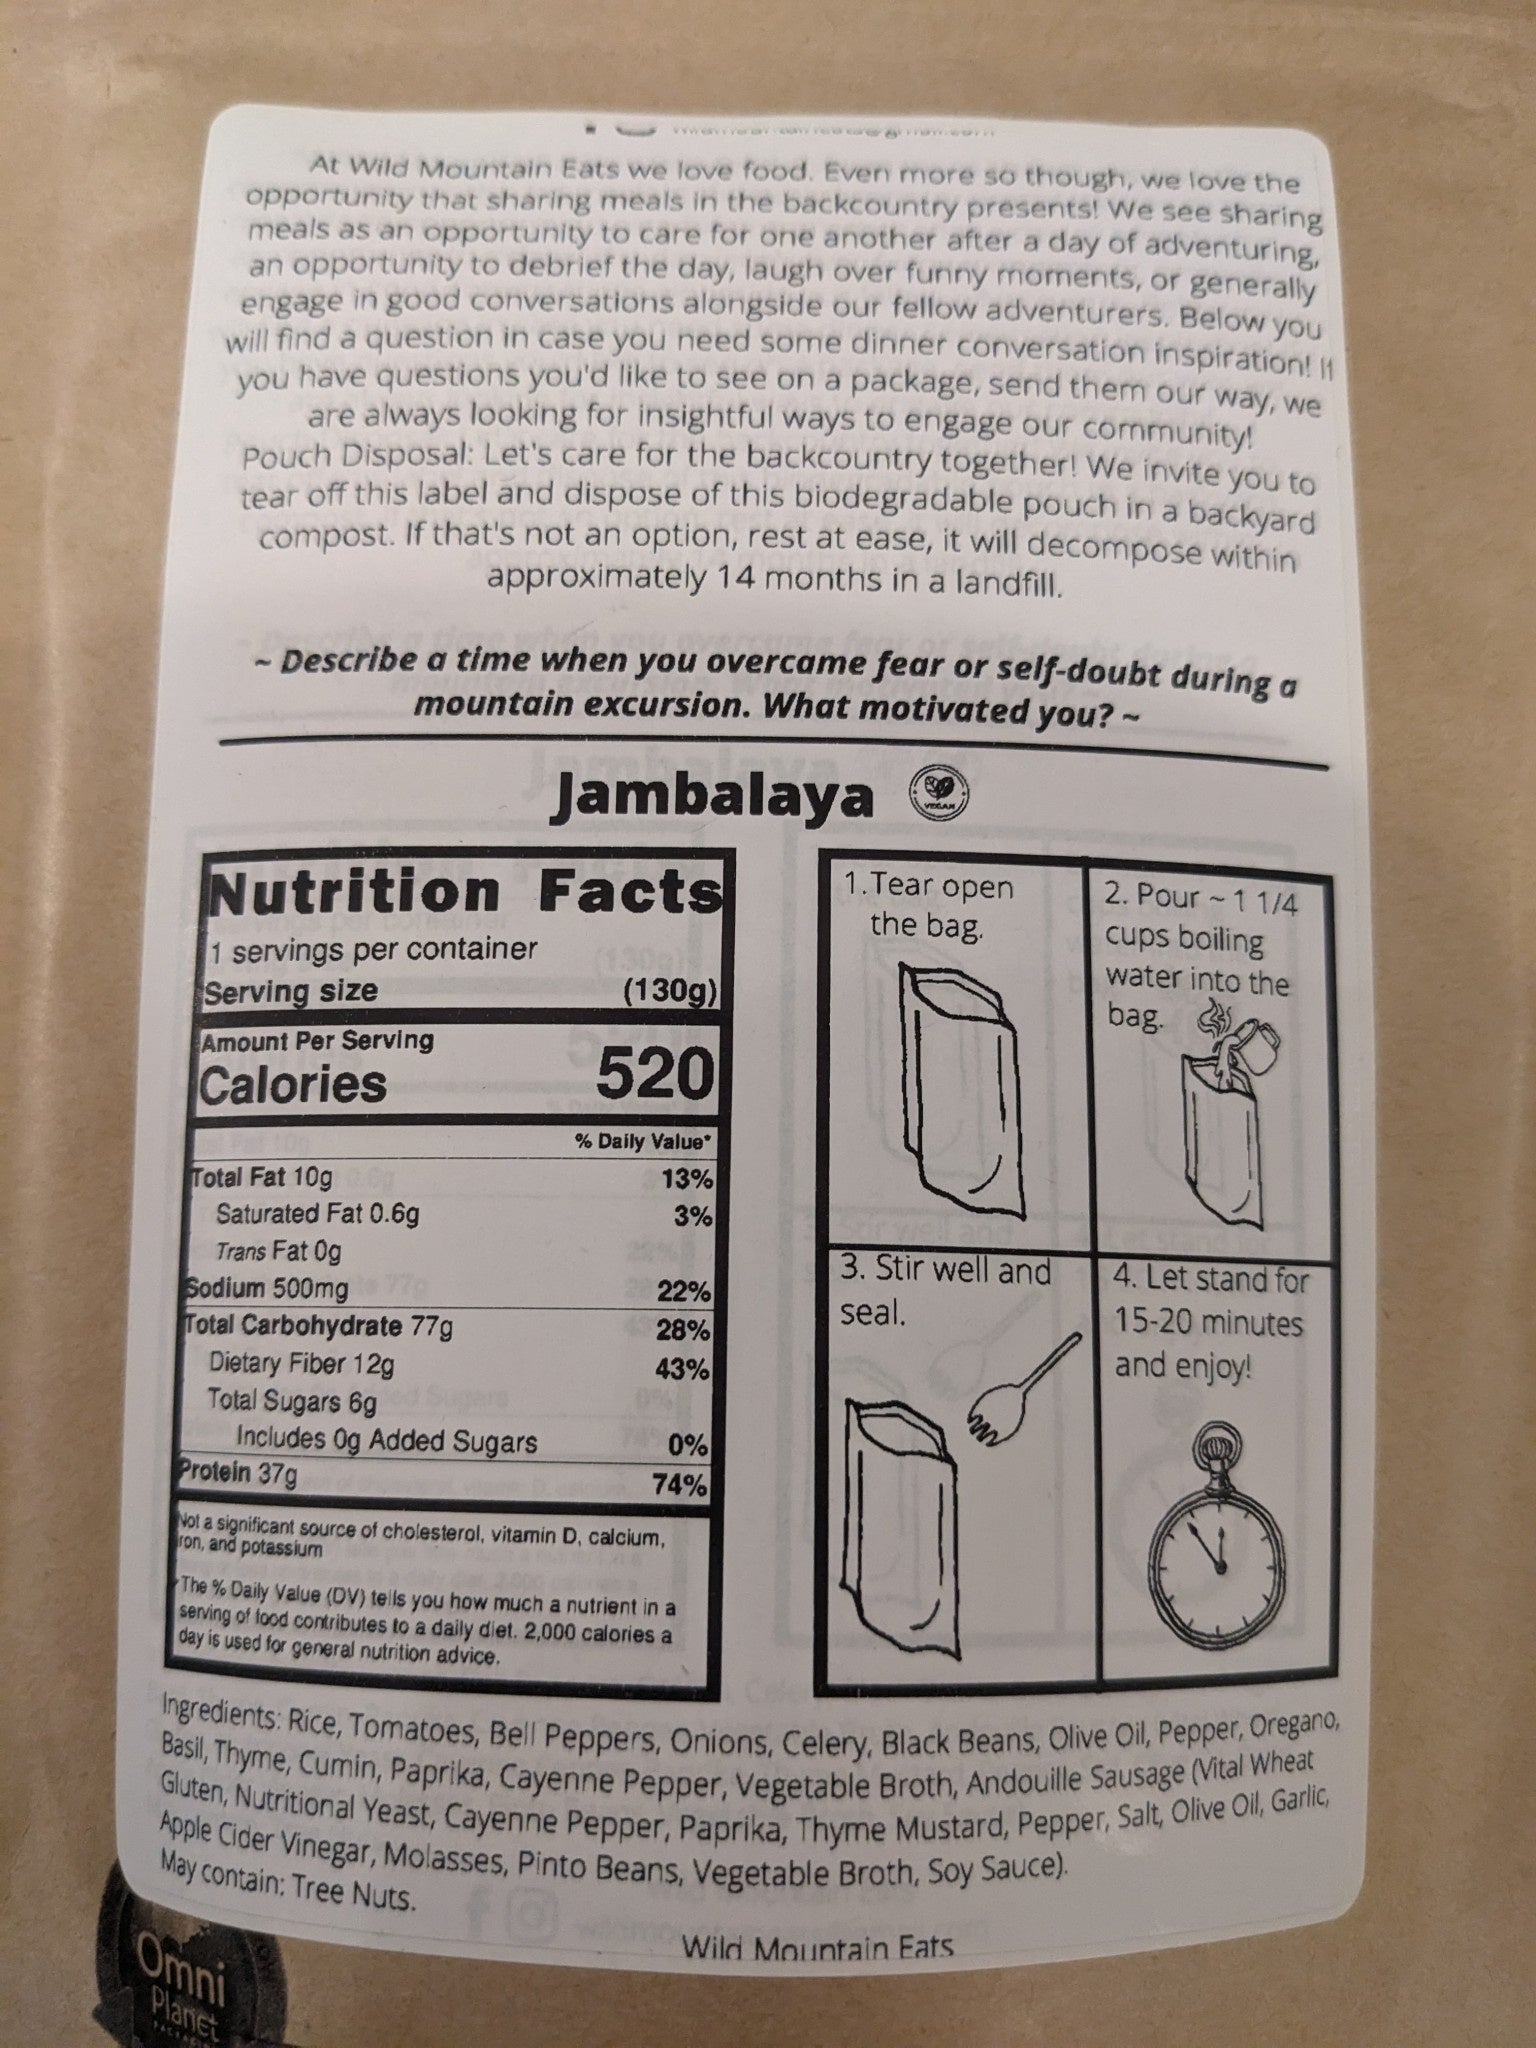 At Wild Mountain Eats we love food. Even more so though, we love the
opportunity that sharing meals in the backcountry presents! We see sharing
meals as an opportunity to care for one another after a day of adventuring,
an opportunity to debrief the day, laugh over funny moments, or generally
engage in good conversations alongside our fellow adventurers. Below you
will find a question in case you need some dinner conversation inspiration! If
you have questions you'd like to see on a package, send them our way, we
are always looking for insightful ways to engage our community!
Pouch Disposal: Let's care for the backcountry together! We invite you to
tear off this label and dispose of this biodegradable pouch in a backyard
compost. If that's not an option, rest at ease, it will decompose within
approximately 14 months in a landfill.
~ Describe a time when you overcame fear or self-doubt during a
mountain excursion. What motivated you? ~
Jambalaya
VEGAN
Nutrition Facts
1 servings per container
Serving size (130g)
Amount Per Serving
Calories 520
% Daily Value*
Total Fat 10g 13%
Saturated Fat 0.6g 3%
Trans Fat 0g
Sodium 500mg 22%
Total Carbohydrate 77g 28%
Dietary Fiber 12g 43%
Total Sugars 6g
Includes 0g Added Sugars 0%
Protein 37g 74%
Not a significant source of cholesterol, vitamin D, calcium,
iron, and potassium
*The % Daily Value (DV) tells you how much a nutrient in a
serving of food contributes to a daily diet. 2,000 calories a
day is used for general nutrition advice.
1. Tear open
the bag.
2. Pour ~ 1 1/4
cups boiling
water into the
bag.
3. Stir well and
seal.
4. Let stand for
15-20 minutes
and enjoy!
Ingredients: Rice, Tomatoes, Bell Peppers, Onions, Celery, Black Beans, Olive Oil, Pepper, Oregano,
Basil, Thyme, Cumin, Paprika, Cayenne Pepper, Vegetable Broth, Andouille Sausage (Vital Wheat
Gluten, Nutritional Yeast, Cayenne Pepper, Paprika, Thyme Mustard, Pepper, Salt, Olive Oil, Garlic,
Apple Cider Vinegar, Molasses, Pinto Beans, Vegetable Broth, Soy Sauce).
May contain: Tree Nuts.
Wild Mountain Eats
Omni
Planet